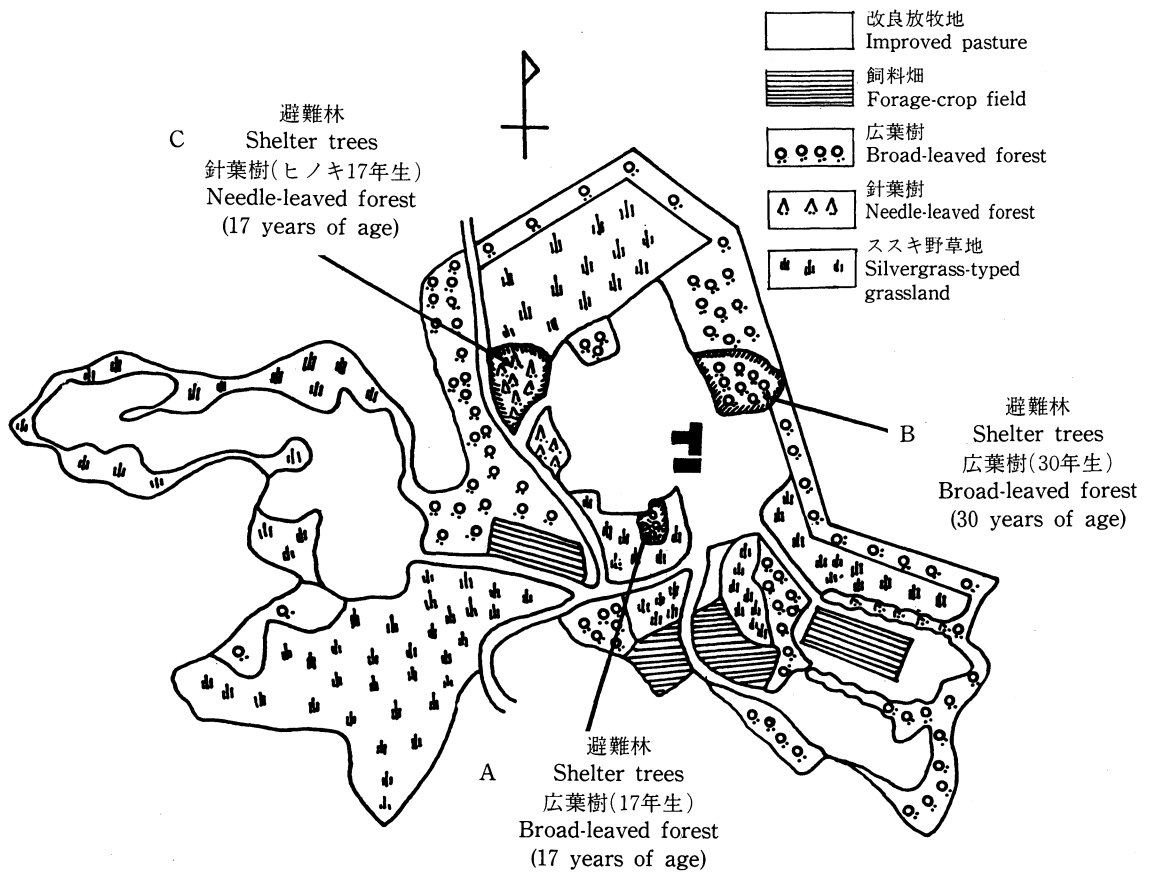 改良放牧地
Improved pasture
飼料畑
Forage-crop field
広葉樹
Broad-leaved forest
針葉樹
Needle-leaved forest
ススキ野草地
Silvergrass-typed
grassland
C
避難林
Shelter trees
針葉樹(ヒノキ17年生)
Needle-leaved forest
(17 years of age)
B
避難林
Shelter trees
広葉樹(30年生)
Broad-leaved forest
(30 years of age)
A
避難林
Shelter trees
広葉樹(17年生)
Broad-leaved forest
(17 years of age)